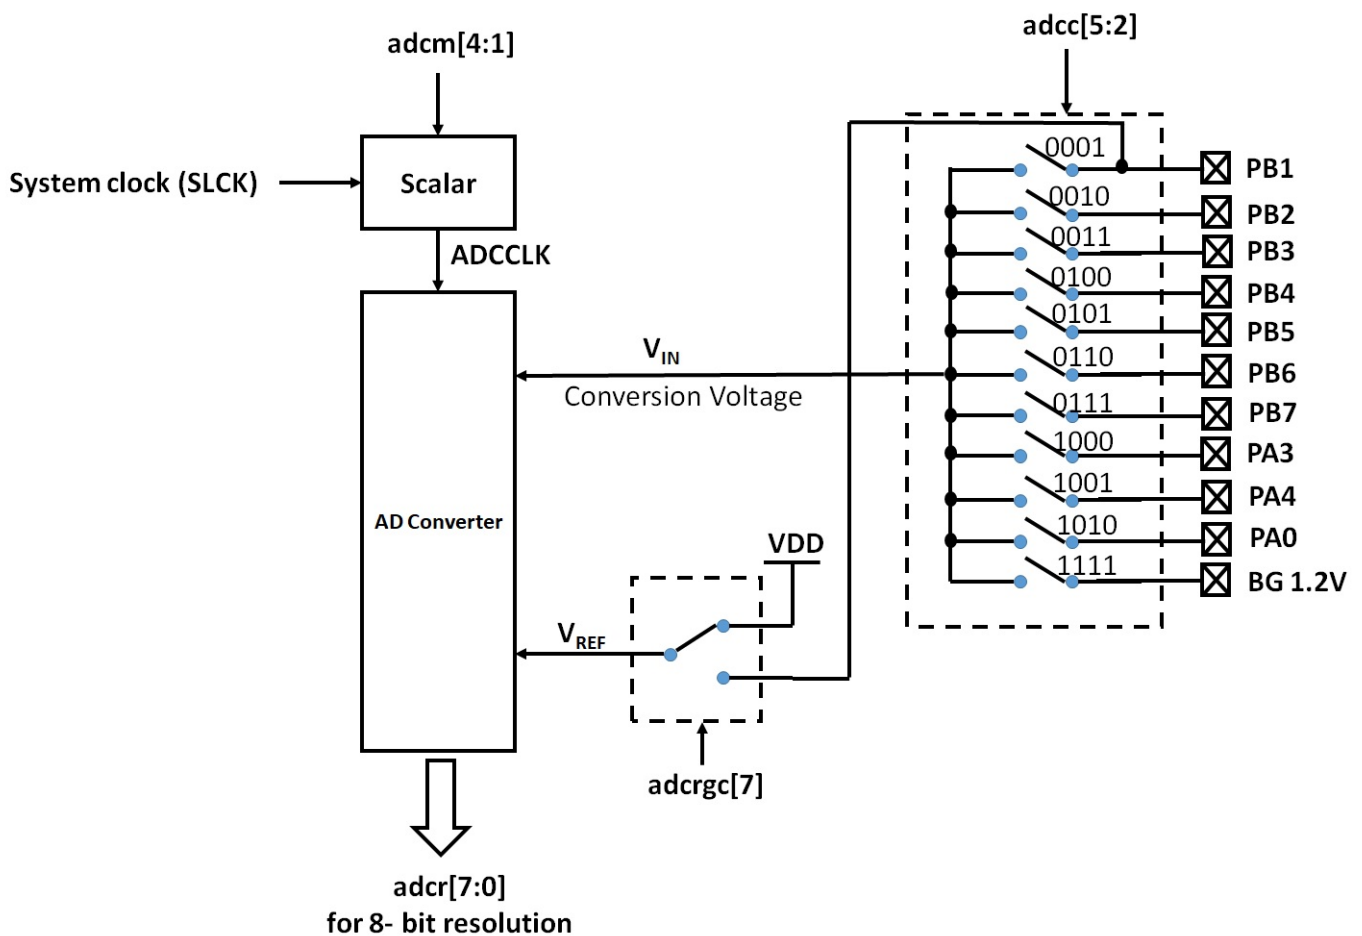 adcm[4:1]
adcc[5:2]
System clock (SLCK)
Scalar
ADCCLK
0001
PB1
0010
PB2
0011
PB3
0100
PB4
0101
PB5
0110
PB6
0111
PB7
1000
PA3
1001
PA4
1010
PA0
1111
BG 1.2V
VIN
Conversion Voltage
AD Converter
VDD
VREF
adcrgc[7]
adcr[7:0]
for 8- bit resolution